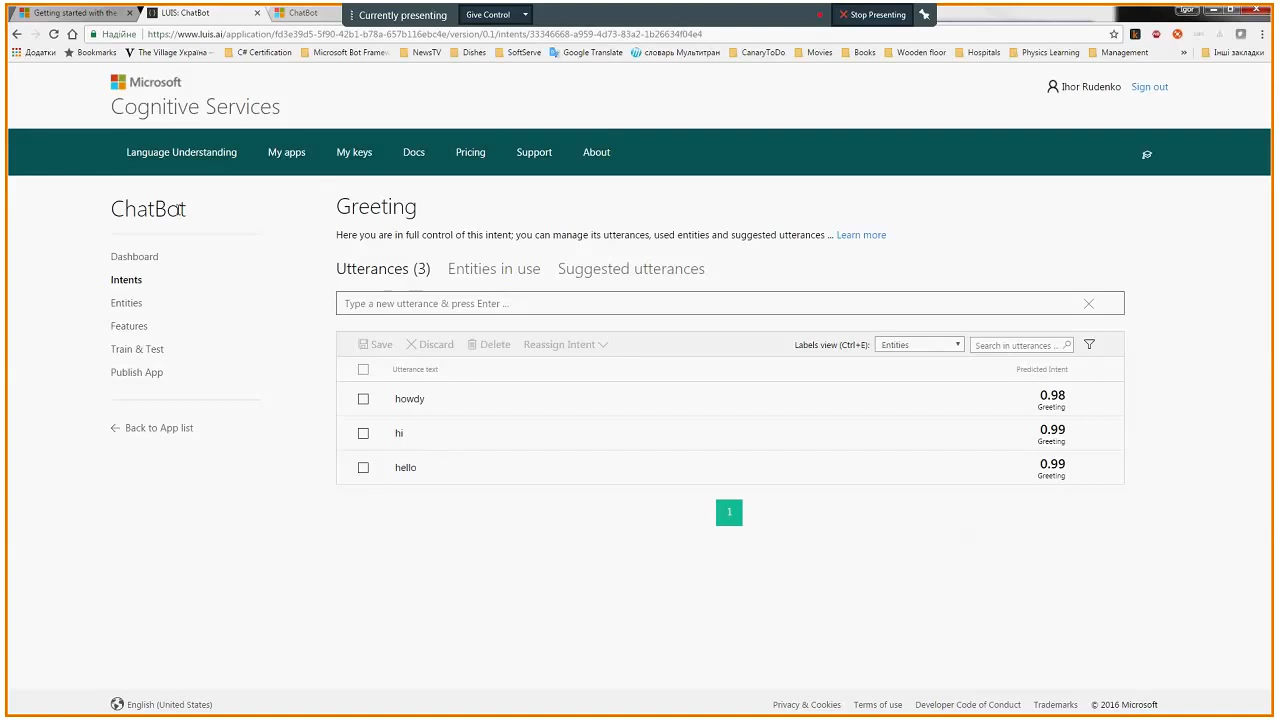 Getting started with the
LUIS: ChatBot
ChatBot
Currently presenting
Give Control
Stop Presenting
Igor
Надійне
https://www.luis.ai/application/fd3e39d5-5f90-42b1-b78a-657b116ebc4e/version/0.1/intents/33346668-a959-4d73-83a2-1b26634f04e4
Додатки
Bookmarks
The Village Україна –
C# Certification
Microsoft Bot Framew
NewsTV
Dishes
SoftServe
Google Translate
словарь Мультитран
CanaryToDo
Movies
Books
Wooden floor
Hospitals
Physics Learning
Management
»
Інші закладки
Microsoft
Cognitive Services
Ihor Rudenko
Sign out
Language Understanding
My apps
My keys
Docs
Pricing
Support
About
ChatBot
Dashboard
Intents
Entities
Features
Train & Test
Publish App
Back to App list
Greeting
Here you are in full control of this intent; you can manage its utterances, used entities and suggested utterances ... Learn more
Utterances (3)
Entities in use
Suggested utterances
Type a new utterance & press Enter ...
Save
Discard
Delete
Reassign Intent
Labels view (Ctrl+E):
Entities
Search in utterances ...
Utterance text
Predicted Intent
howdy
0.98
Greeting
hi
0.99
Greeting
hello
0.99
Greeting
1
English (United States)
Privacy & Cookies
Terms of use
Developer Code of Conduct
Trademarks
© 2016 Microsoft